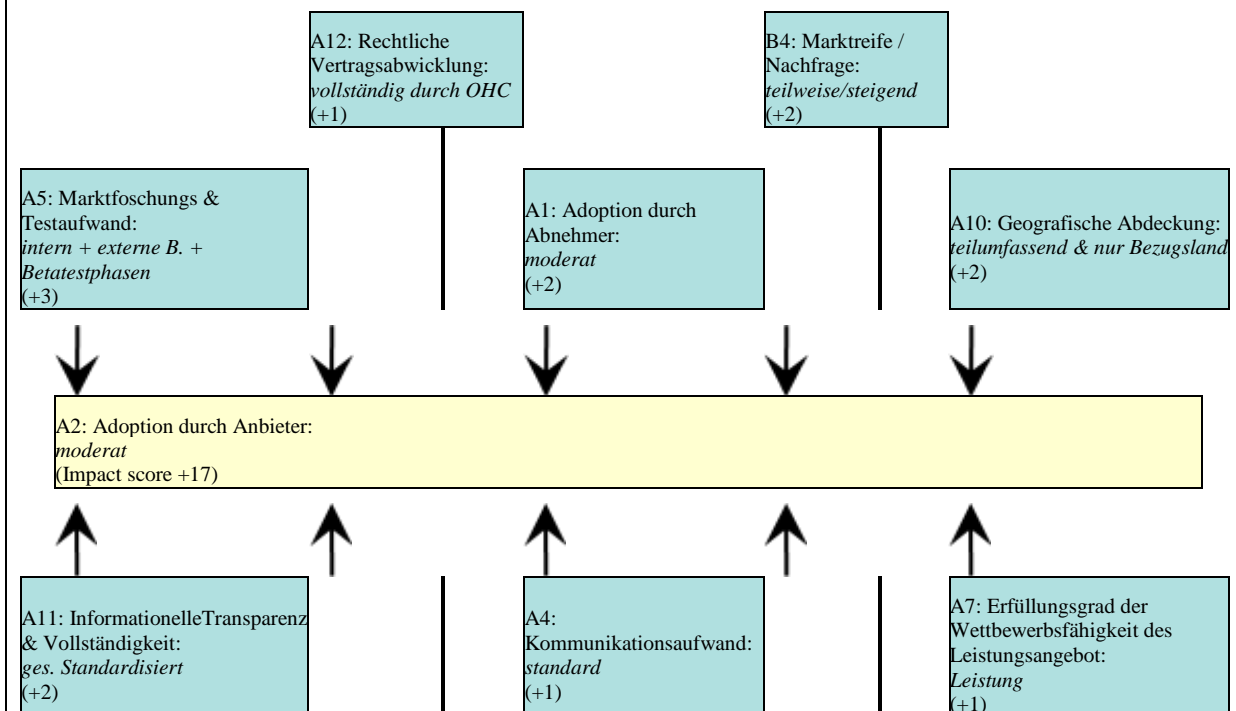 A12: Rechtliche
Vertragsabwicklung:
vollständig durch OHC
(+1)
B4: Marktreife /
Nachfrage:
teilweise/steigend
(+2)
A5: Marktfoschungs &
Testaufwand:
intern + externe B. +
Betatestphasen
(+3)
A1: Adoption durch
Abnehmer:
moderat
(+2)
A10: Geografische Abdeckung:
teilumfassend & nur Bezugsland
(+2)
A2: Adoption durch Anbieter:
moderat
(Impact score +17)
A11: InformationelleTransparenz
& Vollständigkeit:
ges. Standardisiert
(+2)
A4:
Kommunikationsaufwand:
standard
(+1)
A7: Erfüllungsgrad der
Wettbewerbsfähigkeit des
Leistungsangebot:
Leistung
(+1)